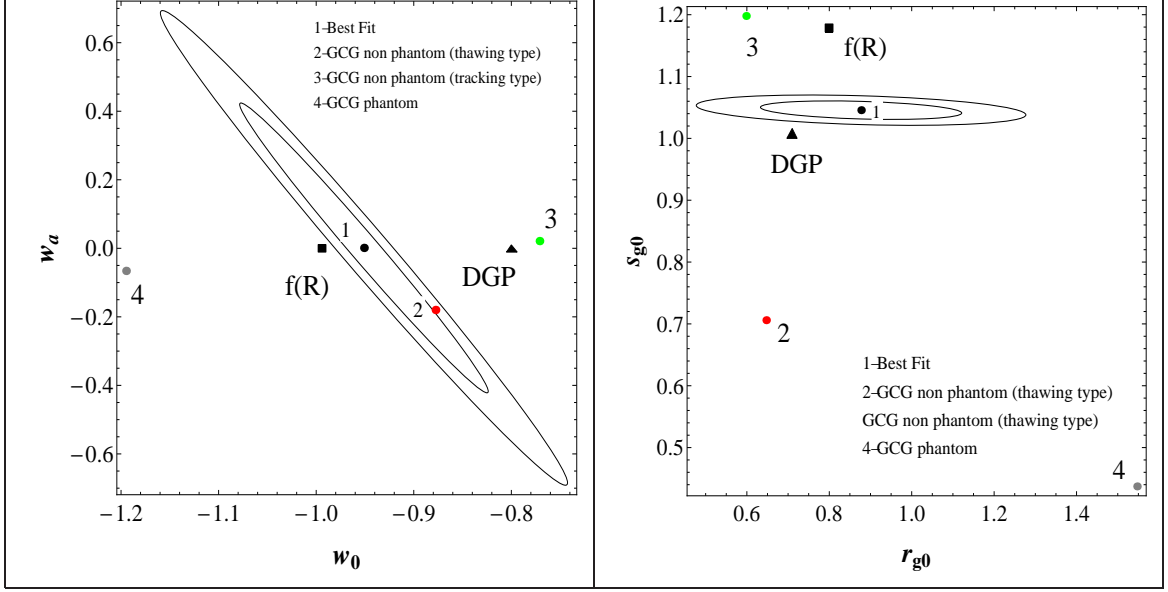 0.6
0.4
0.2
0.0
−0.2
−0.4
−0.6
w_a
1–Best Fit
2–GCG non phantom (thawing type)
3–GCG non phantom (tracking type)
4–GCG phantom
1
f(R)
2
DGP
3
4
−1.2
−1.1
−1.0
−0.9
−0.8
w_0
1.2
1.1
1.0
0.9
0.8
0.7
0.6
0.5
s_g0
3
f(R)
1
DGP
2
1–Best Fit
2–GCG non phantom (thawing type)
GCG non phantom (thawing type)
4–GCG phantom
4
0.6
0.8
1.0
1.2
1.4
r_g0